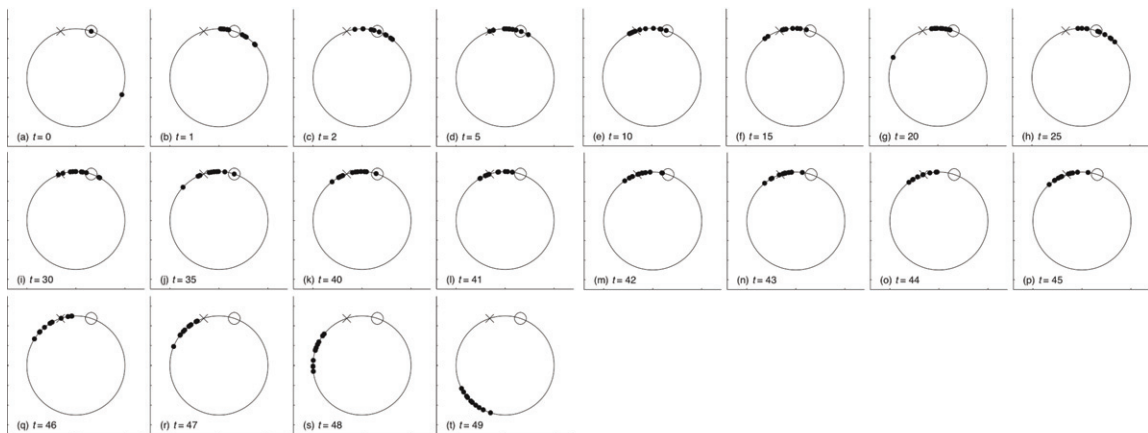 (a) t = 0
(b) t = 1
(c) t = 2
(d) t = 5
(e) t = 10
(f) t = 15
(g) t = 20
(h) t = 25
(i) t = 30
(j) t = 35
(k) t = 40
(l) t = 41
(m) t = 42
(n) t = 43
(o) t = 44
(p) t = 45
(q) t = 46
(r) t = 47
(s) t = 48
(t) t = 49